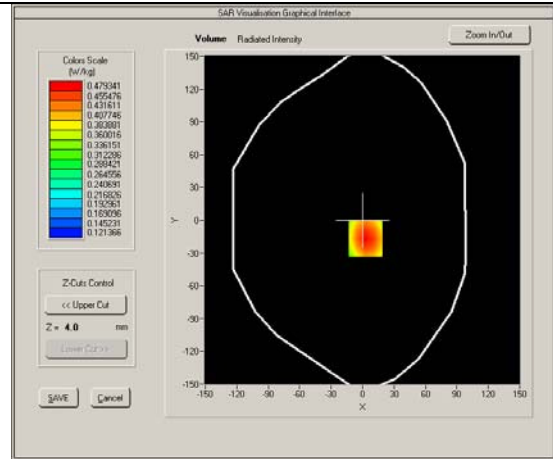 SAR Visualisation Graphical Interface
Volume Radiated Intensity
Zoom In/Out
Colors Scale
(W/kg)
0.479341
0.455476
0.431611
0.407746
0.383881
0.360016
0.336151
0.312286
0.288421
0.264556
0.240691
0.216826
0.192961
0.169096
0.145231
0.121366
Z-Cuts Control
<< Upper Cut
Z = 4.0 mm
SAVE Cancel
150-
120-
90-
60-
30-
0-
-30-
-60-
-90-
-120-
-150-
Y
-150 -120 -90 -60 -30 0 30 60 90 120 150
X